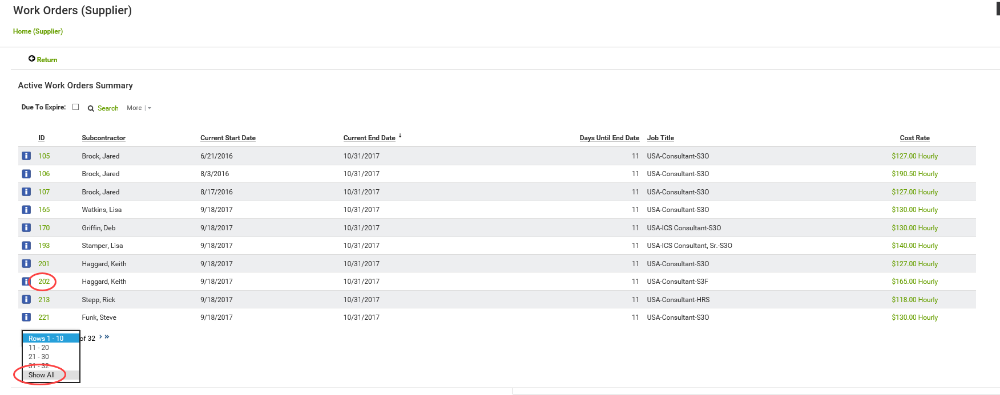 Work Orders (Supplier)
Home (Supplier)
Return
Active Work Orders Summary
Due To Expire: Search More
ID Subcontractor Current Start Date Current End Date Days Until End Date Job Title Cost Rate
105 Brock, Jared 6/21/2016 10/31/2017 11 USA-Consultant-S3O $127.00 Hourly
106 Brock, Jared 8/3/2016 10/31/2017 11 USA-Consultant-S3O $190.50 Hourly
107 Brock, Jared 8/17/2016 10/31/2017 11 USA-Consultant-S3O $127.00 Hourly
165 Watkins, Lisa 9/18/2017 10/31/2017 11 USA-Consultant-S3O $130.00 Hourly
170 Griffin, Deb 9/18/2017 10/31/2017 11 USA-ICS Consultant-S3O $130.00 Hourly
193 Stamper, Lisa 9/18/2017 10/31/2017 11 USA-ICS Consultant, Sr.-S3O $140.00 Hourly
201 Haggard, Keith 9/18/2017 10/31/2017 11 USA-Consultant-S3O $127.00 Hourly
202 Haggard, Keith 9/18/2017 10/31/2017 11 USA-Consultant-S3F $165.00 Hourly
213 Stepp, Rick 9/18/2017 10/31/2017 11 USA-Consultant-HRS $118.00 Hourly
221 Funk, Steve 9/18/2017 10/31/2017 11 USA-Consultant-S3O $130.00 Hourly
Rows 1 - 10 of 32 › »
11 - 20
21 - 30
31 - 32
Show All